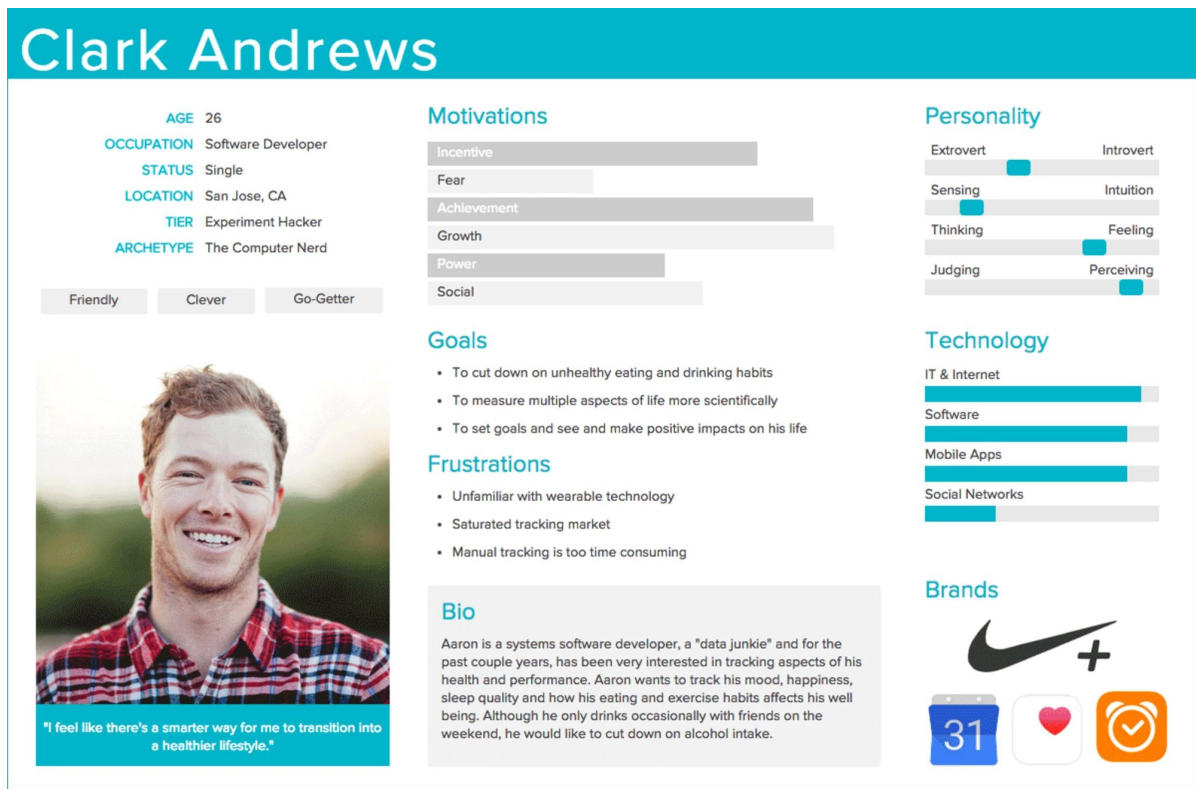 Clark Andrews
AGE 26
OCCUPATION Software Developer
STATUS Single
LOCATION San Jose, CA
TIER Experiment Hacker
ARCHETYPE The Computer Nerd
Friendly Clever Go-Getter
"I feel like there's a smarter way for me to transition into
a healthier lifestyle."
Motivations
Incentive
Fear
Achievement
Growth
Power
Social
Goals
• To cut down on unhealthy eating and drinking habits
• To measure multiple aspects of life more scientifically
• To set goals and see and make positive impacts on his life
Frustrations
• Unfamiliar with wearable technology
• Saturated tracking market
• Manual tracking is too time consuming
Bio
Aaron is a systems software developer, a "data junkie" and for the
past couple years, has been very interested in tracking aspects of his
health and performance. Aaron wants to track his mood, happiness,
sleep quality and how his eating and exercise habits affects his well
being. Although he only drinks occasionally with friends on the
weekend, he would like to cut down on alcohol intake.
Personality
Extrovert Introvert
Sensing Intuition
Thinking Feeling
Judging Perceiving
Technology
IT & Internet
Software
Mobile Apps
Social Networks
Brands
+
31